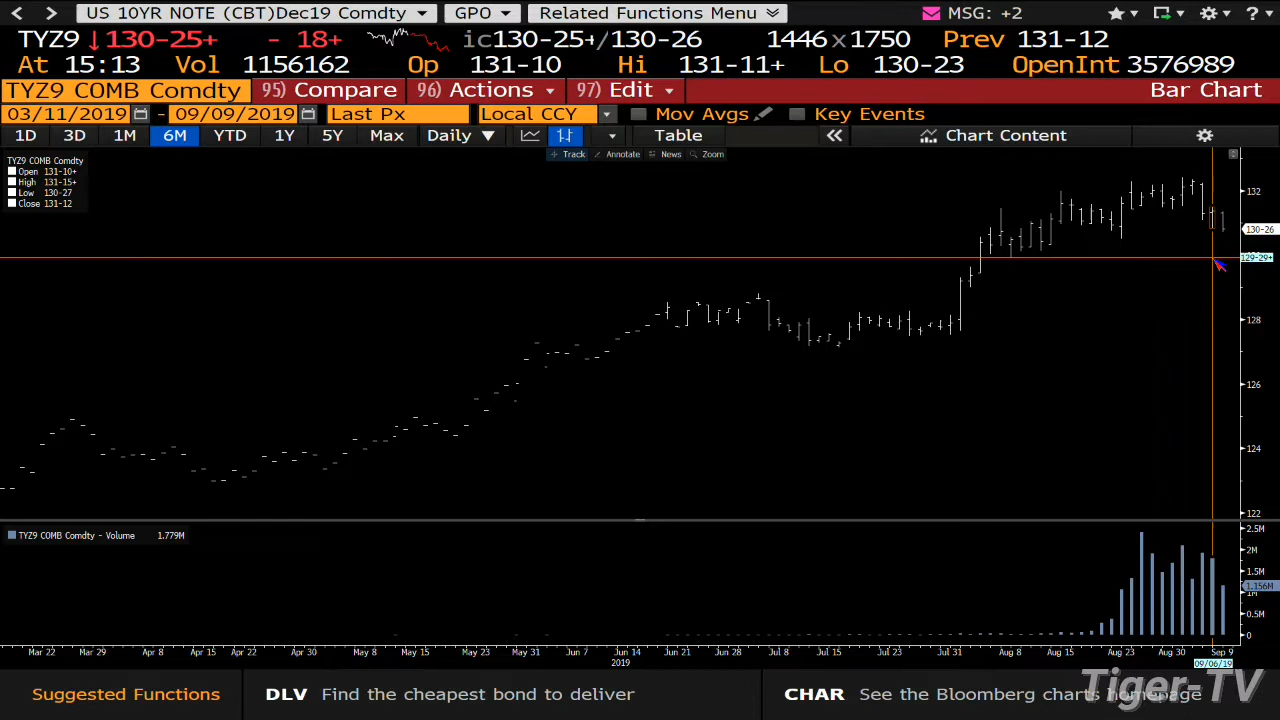 US 10YR NOTE (CBT)Dec19 Comdty GPO Related Functions Menu MSG: +2 ?
TYZ9 ↓130-25+ - 18+ ic130-25+/130-26 1446x1750 Prev 131-12
At 15:13 Vol 1156162 Op 131-10 Hi 131-11+ Lo 130-23 OpenInt 3576989
TYZ9 COMB Comdty 95) Compare 96) Actions 97) Edit Bar Chart
03/11/2019 - 09/09/2019 Last Px Local CCY Mov Avgs Key Events
1D 3D 1M 6M YTD 1Y 5Y Max Daily ▼ Table « Chart Content
Track Annotate News Zoom
TYZ9 COMB Comdty
Open 131-10+
High 131-15+
Low 130-27
Close 131-12
132
130-26
129-29+
128
126
124
122
TYZ9 COMB Comdty - Volume 1.779M
2.5M
2M
1.5M
1.156M
1M
0.5M
0
Mar 22 Mar 29 Apr 8 Apr 15 Apr 22 Apr 30 May 8 May 15 May 23 May 31 Jun 7 Jun 14 Jun 21 Jun 28 Jul 8 Jul 15 Jul 23 Jul 31 Aug 8 Aug 15 Aug 23 Aug 30 Sep 9
2019
09/06/19
Suggested Functions DLV Find the cheapest bond to deliver CHAR See the Bloomberg charts homepage
Tiger-TV